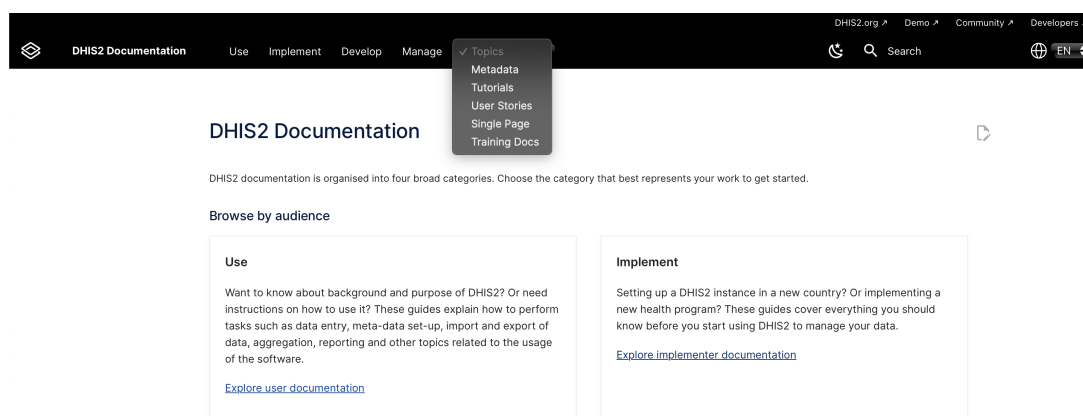 DHIS2.org ↗ Demo ↗ Community ↗ Developers
DHIS2 Documentation Use Implement Develop Manage ✓ Topics Search EN
Metadata
Tutorials
User Stories
Single Page
Training Docs
DHIS2 Documentation
DHIS2 documentation is organised into four broad categories. Choose the category that best represents your work to get started.
Browse by audience
Use
Want to know about background and purpose of DHIS2? Or need
instructions on how to use it? These guides explain how to perform
tasks such as data entry, meta-data set-up, import and export of
data, aggregation, reporting and other topics related to the usage
of the software.
Explore user documentation
Implement
Setting up a DHIS2 instance in a new country? Or implementing a
new health program? These guides cover everything you should
know before you start using DHIS2 to manage your data.
Explore implementer documentation